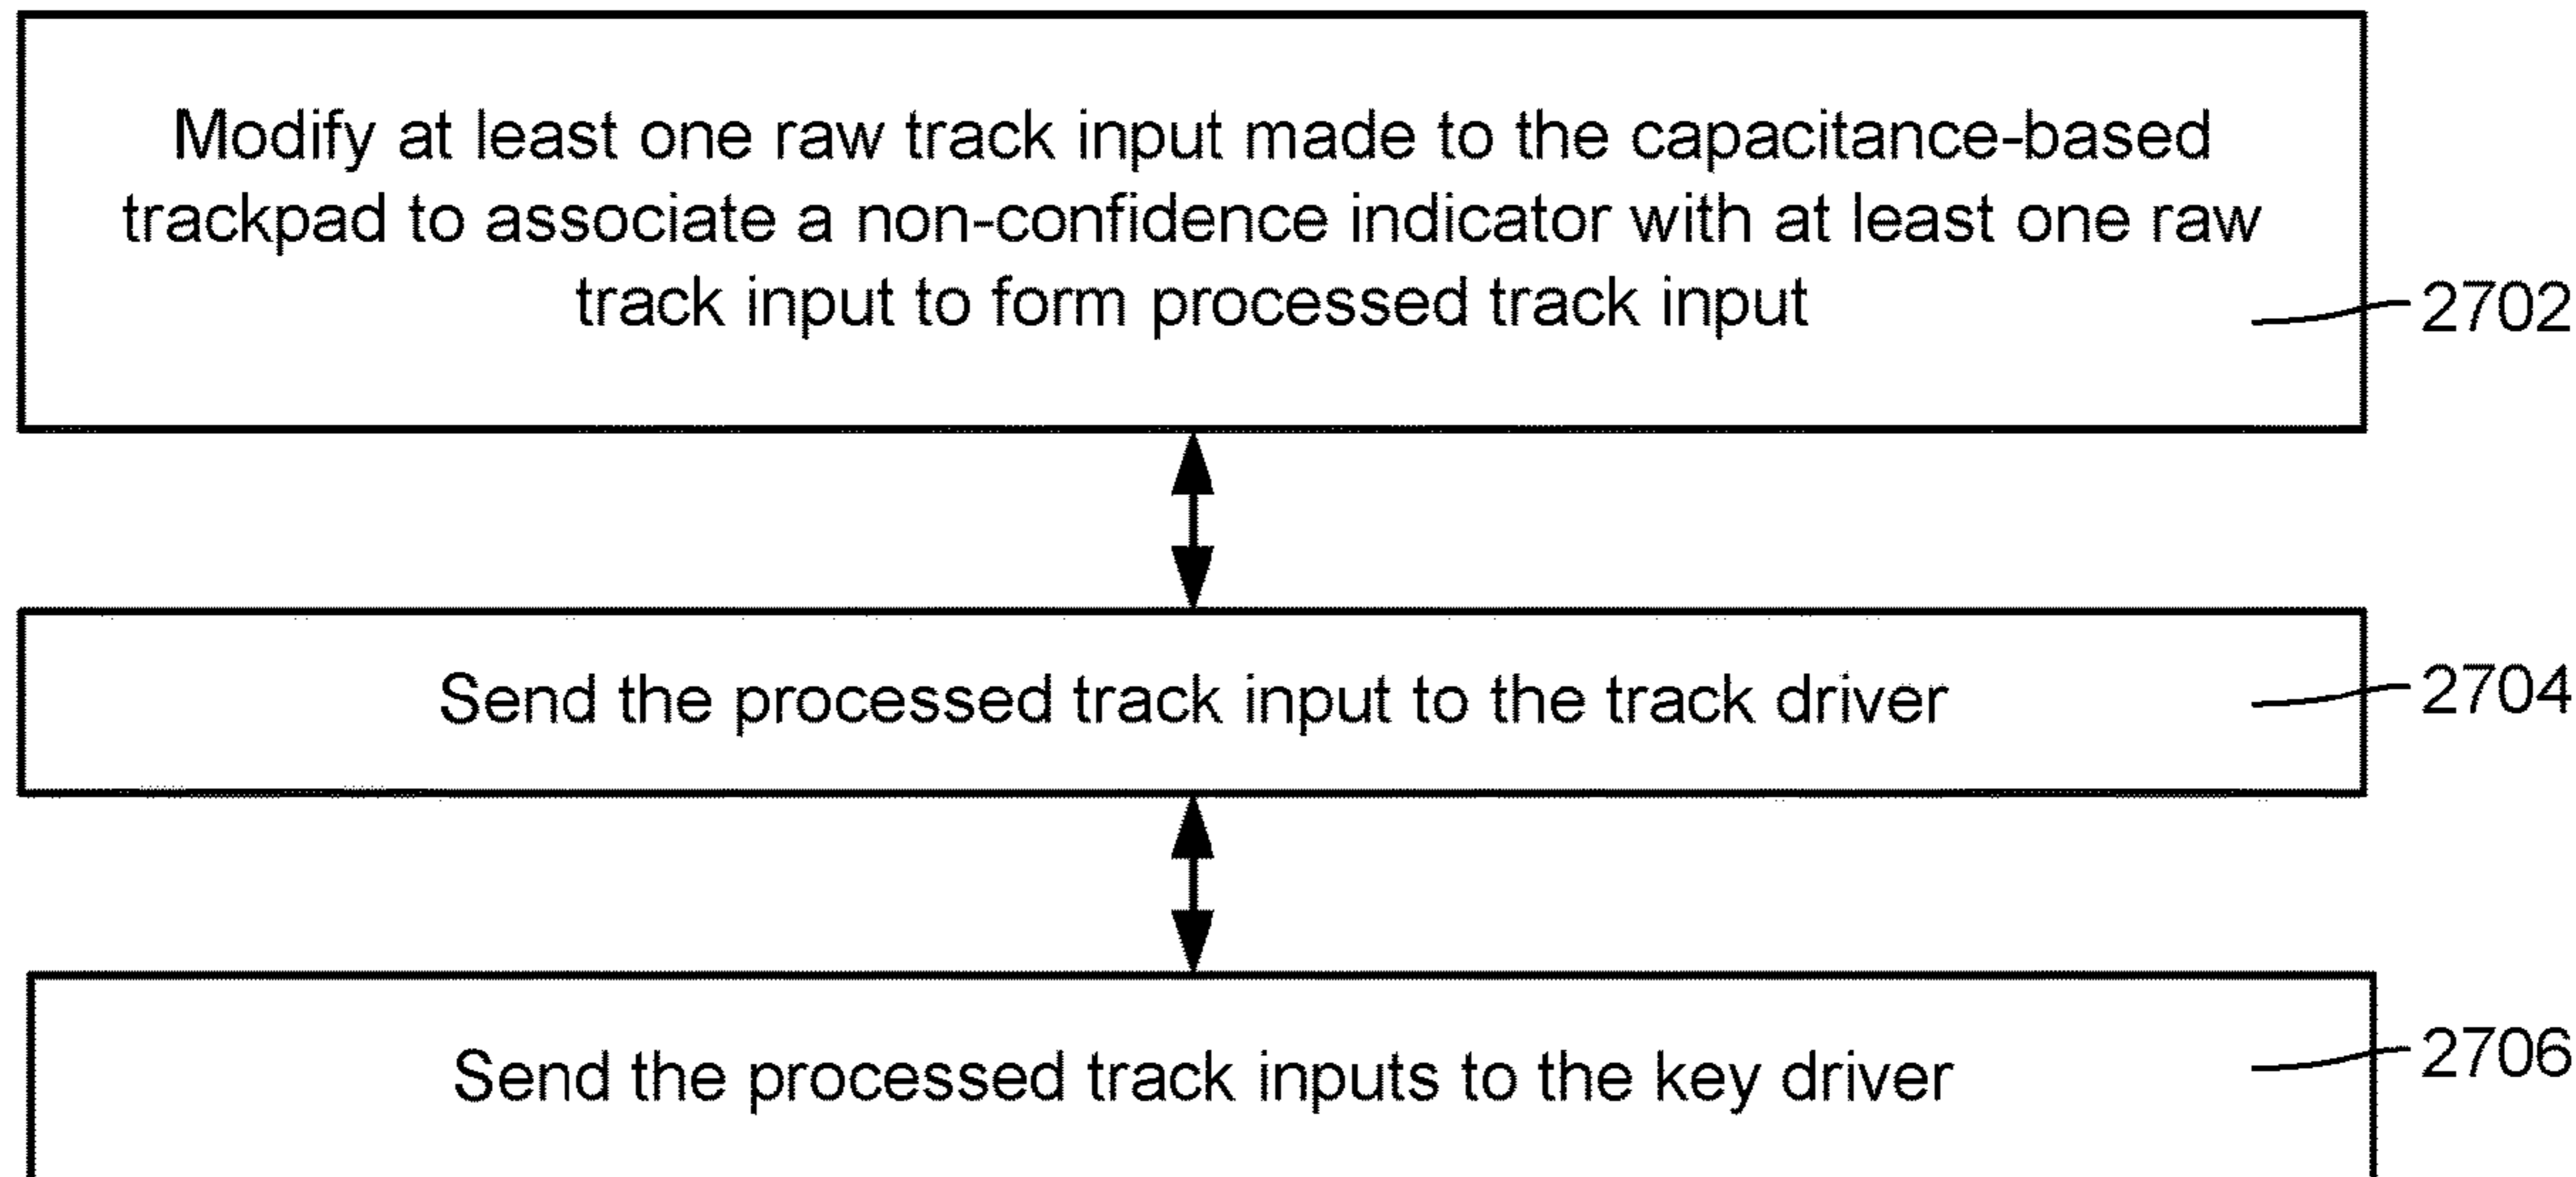 Modify at least one raw track input made to the capacitance-based
trackpad to associate a non-confidence indicator with at least one raw
track input to form processed track input
2702
Send the processed track input to the track driver
2704
Send the processed track inputs to the key driver
2706